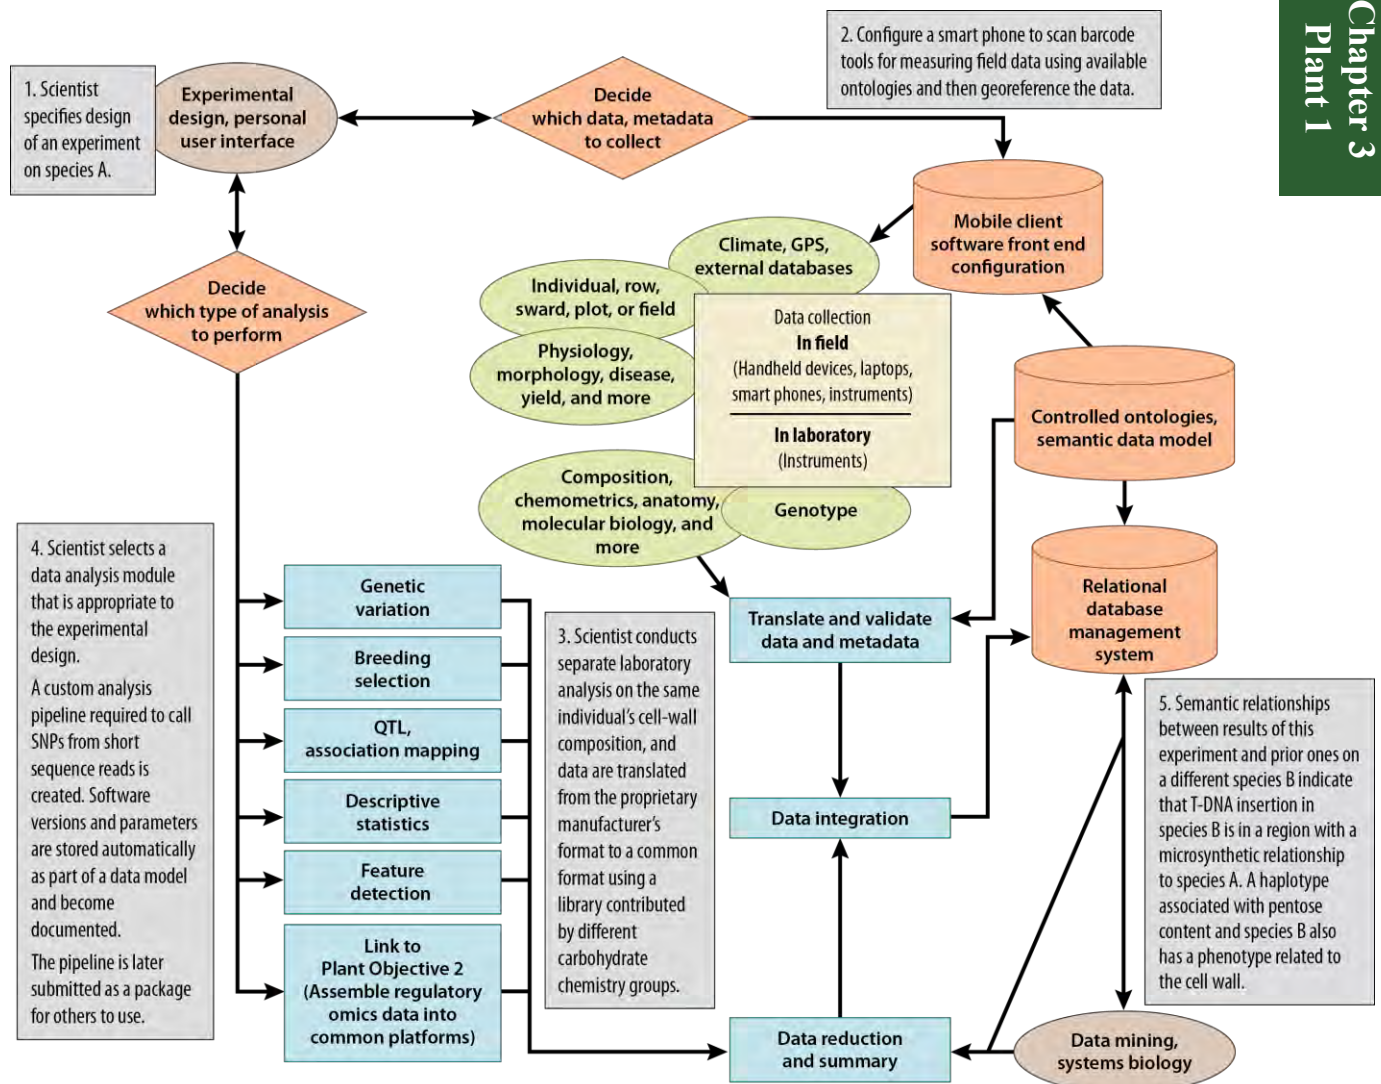 Chapter 3
Plant 1
1. Scientist
specifies design
of an experiment
on species A.
Experimental
design, personal
user interface
Decide
which data, metadata
to collect
2. Configure a smart phone to scan barcode
tools for measuring field data using available
ontologies and then georeference the data.
Mobile client
software front end
configuration
Decide
which type of analysis
to perform
Climate, GPS,
external databases
Individual, row,
sward, plot, or field
Physiology,
morphology, disease,
yield, and more
Data collection
In field
(Handheld devices, laptops,
smart phones, instruments)
In laboratory
(Instruments)
Composition,
chemometrics, anatomy,
molecular biology, and
more
Genotype
Controlled ontologies,
semantic data model
Relational
database
management
system
4. Scientist selects a
data analysis module
that is appropriate to
the experimental
design.
A custom analysis
pipeline required to call
SNPs from short
sequence reads is
created. Software
versions and parameters
are stored automatically
as part of a data model
and become
documented.
The pipeline is later
submitted as a package
for others to use.
Genetic
variation
Breeding
selection
QTL,
association mapping
Descriptive
statistics
Feature
detection
Link to
Plant Objective 2
(Assemble regulatory
omics data into
common platforms)
3. Scientist conducts
separate laboratory
analysis on the same
individual’s cell-wall
composition, and
data are translated
from the proprietary
manufacturer’s
format to a common
format using a
library contributed
by different
carbohydrate
chemistry groups.
Translate and validate
data and metadata
Data integration
Data reduction
and summary
5. Semantic relationships
between results of this
experiment and prior ones on
a different species B indicate
that T-DNA insertion in
species B is in a region with a
microsynthetic relationship
to species A. A haplotype
associated with pentose
content and species B also
has a phenotype related to
the cell wall.
Data mining,
systems biology